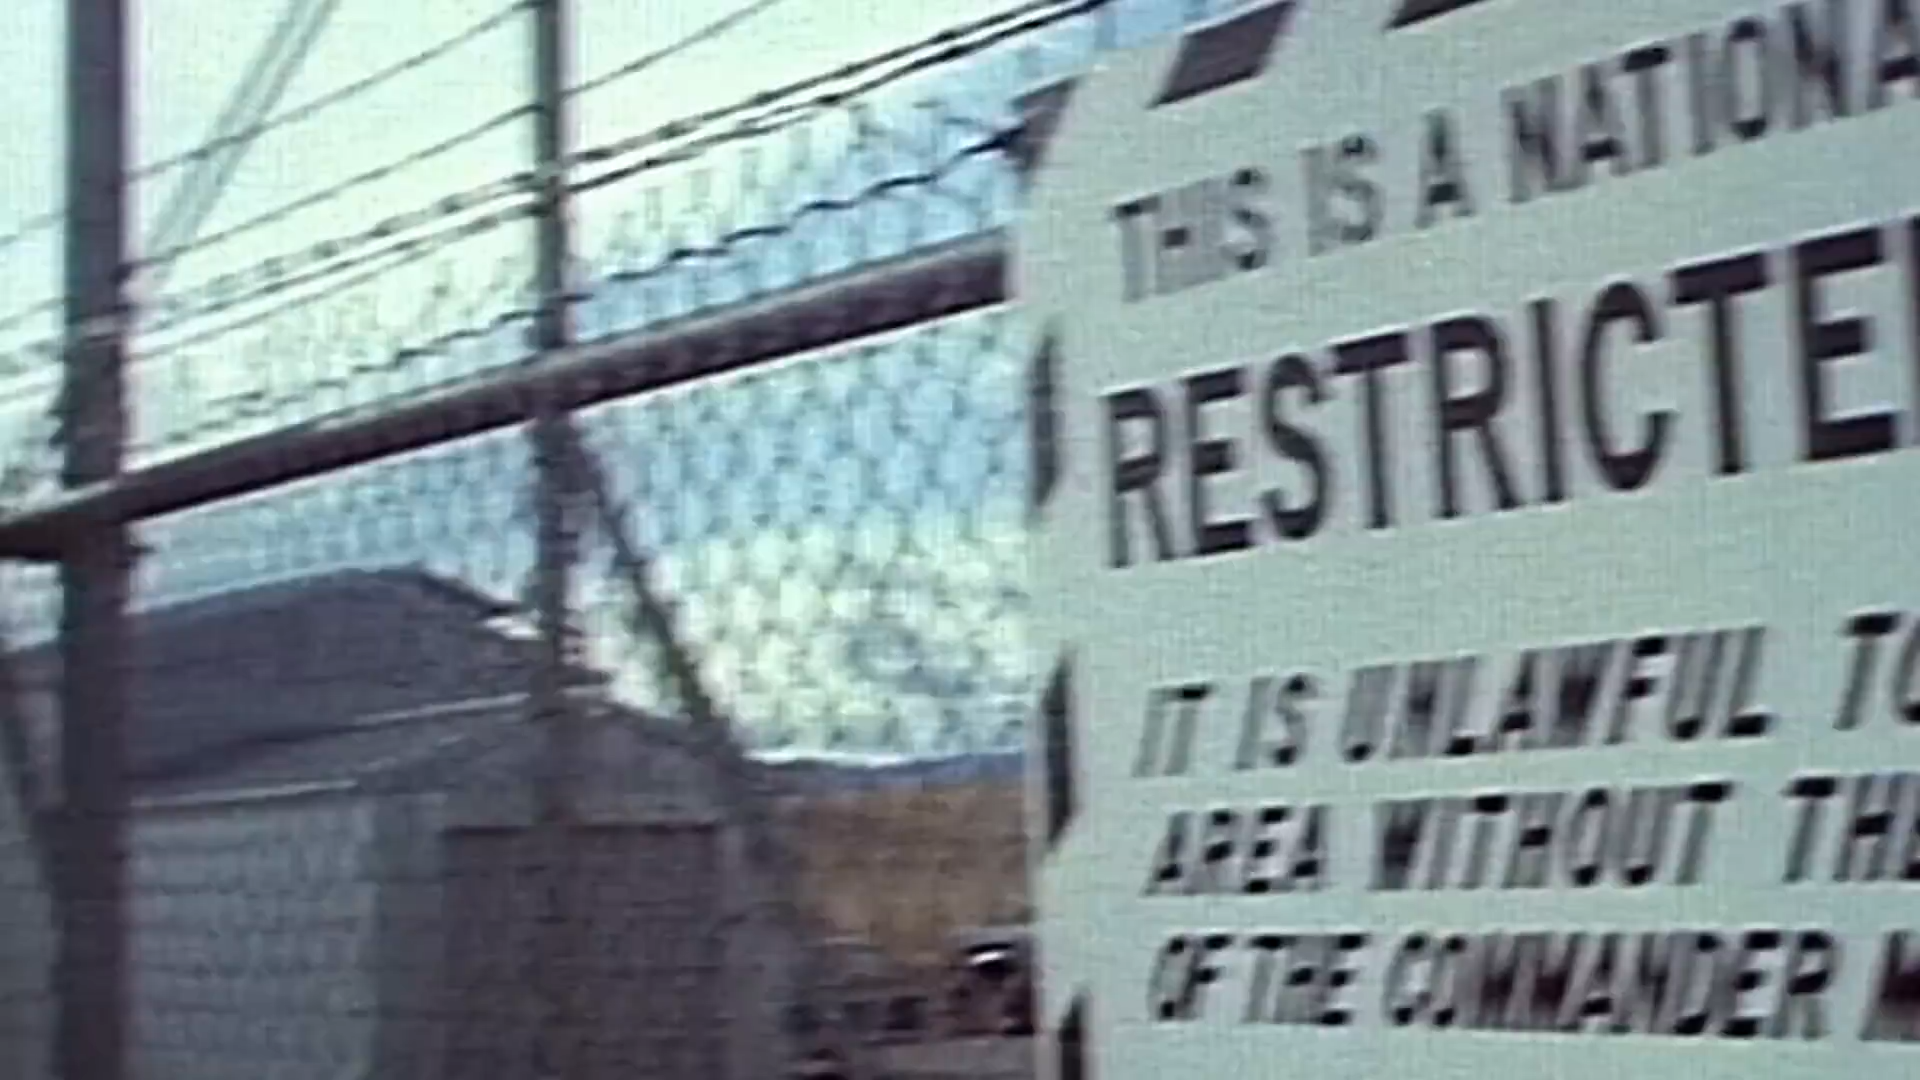 THIS IS A NATIONA
RESTRICTE
IT IS UNLAWFUL TO
AREA WITHOUT THE
OF THE COMMANDER